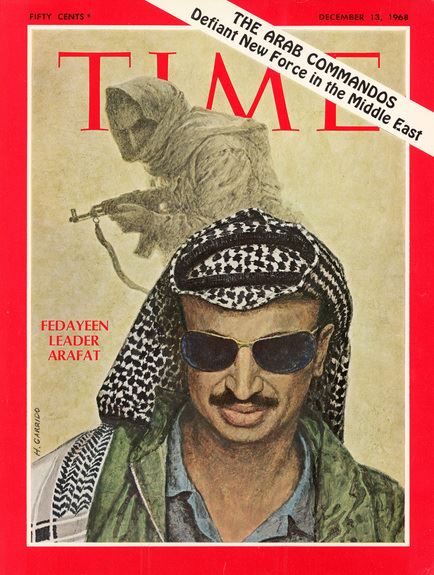 FIFTY CENTS *
DECEMBER 13, 1968
THE ARAB COMMANDOS
Defiant New Force in the Middle East
TIME
FEDAYEEN
LEADER
ARAFAT
H. GARRIDO